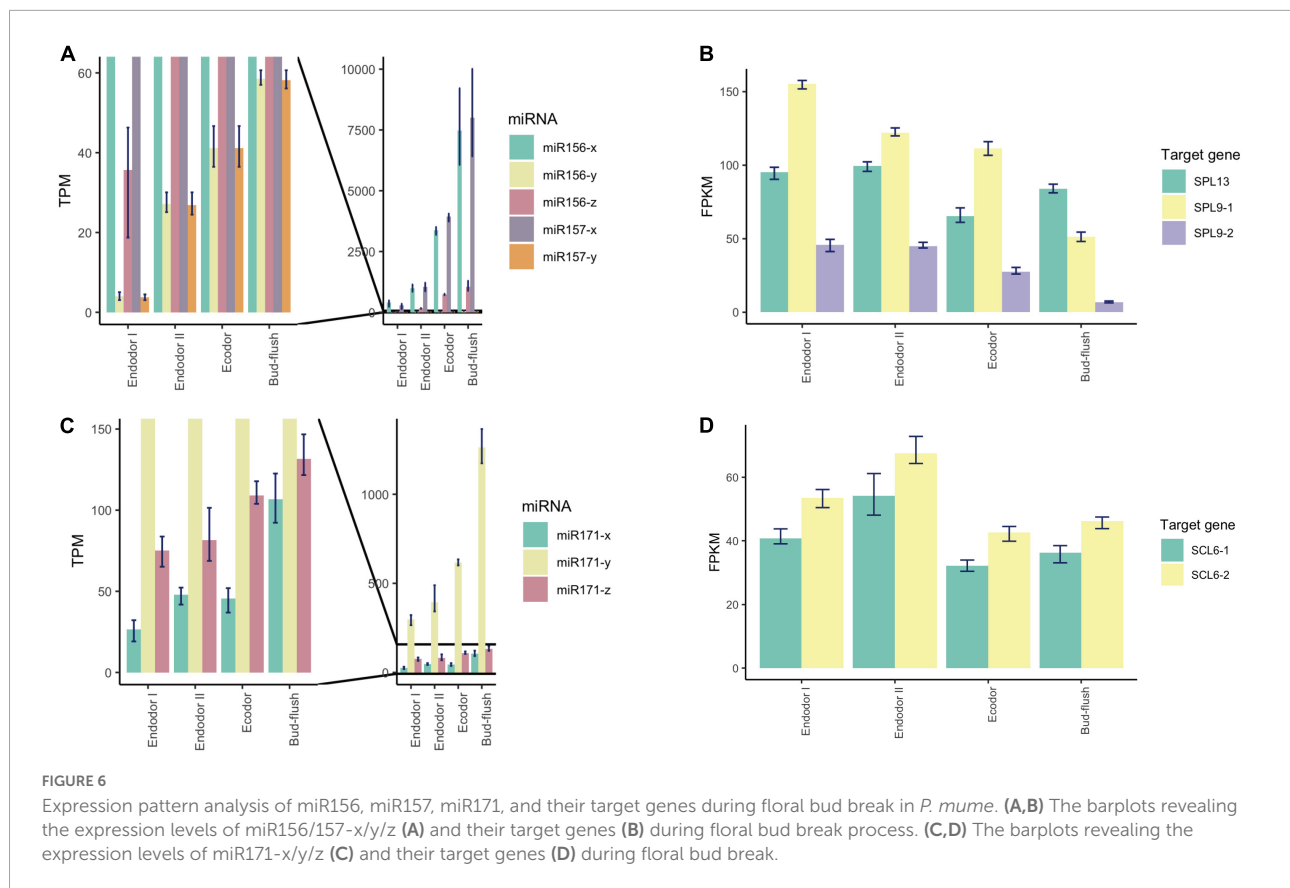 A
TPM
60
40
20
0
Endodor I
Endodor II
Ecodor
Bud-flush
10000
7500
5000
2500
0
Endodor I
Endodor II
Ecodor
Bud-flush
miRNA
miR156-x
miR156-y
miR156-z
miR157-x
miR157-y
B
FPKM
150
100
50
0
Endodor I
Endodor II
Ecodor
Bud-flush
Target gene
SPL13
SPL9-1
SPL9-2
C
TPM
150
100
50
0
Endodor I
Endodor II
Ecodor
Bud-flush
1000
500
0
Endodor I
Endodor II
Ecodor
Bud-flush
miRNA
miR171-x
miR171-y
miR171-z
D
FPKM
60
40
20
0
Endodor I
Endodor II
Ecodor
Bud-flush
Target gene
SCL6-1
SCL6-2
FIGURE 6
Expression pattern analysis of miR156, miR157, miR171, and their target genes during floral bud break in P. mume. (A,B) The barplots revealing
the expression levels of miR156/157-x/y/z (A) and their target genes (B) during floral bud break process. (C,D) The barplots revealing the
expression levels of miR171-x/y/z (C) and their target genes (D) during floral bud break.